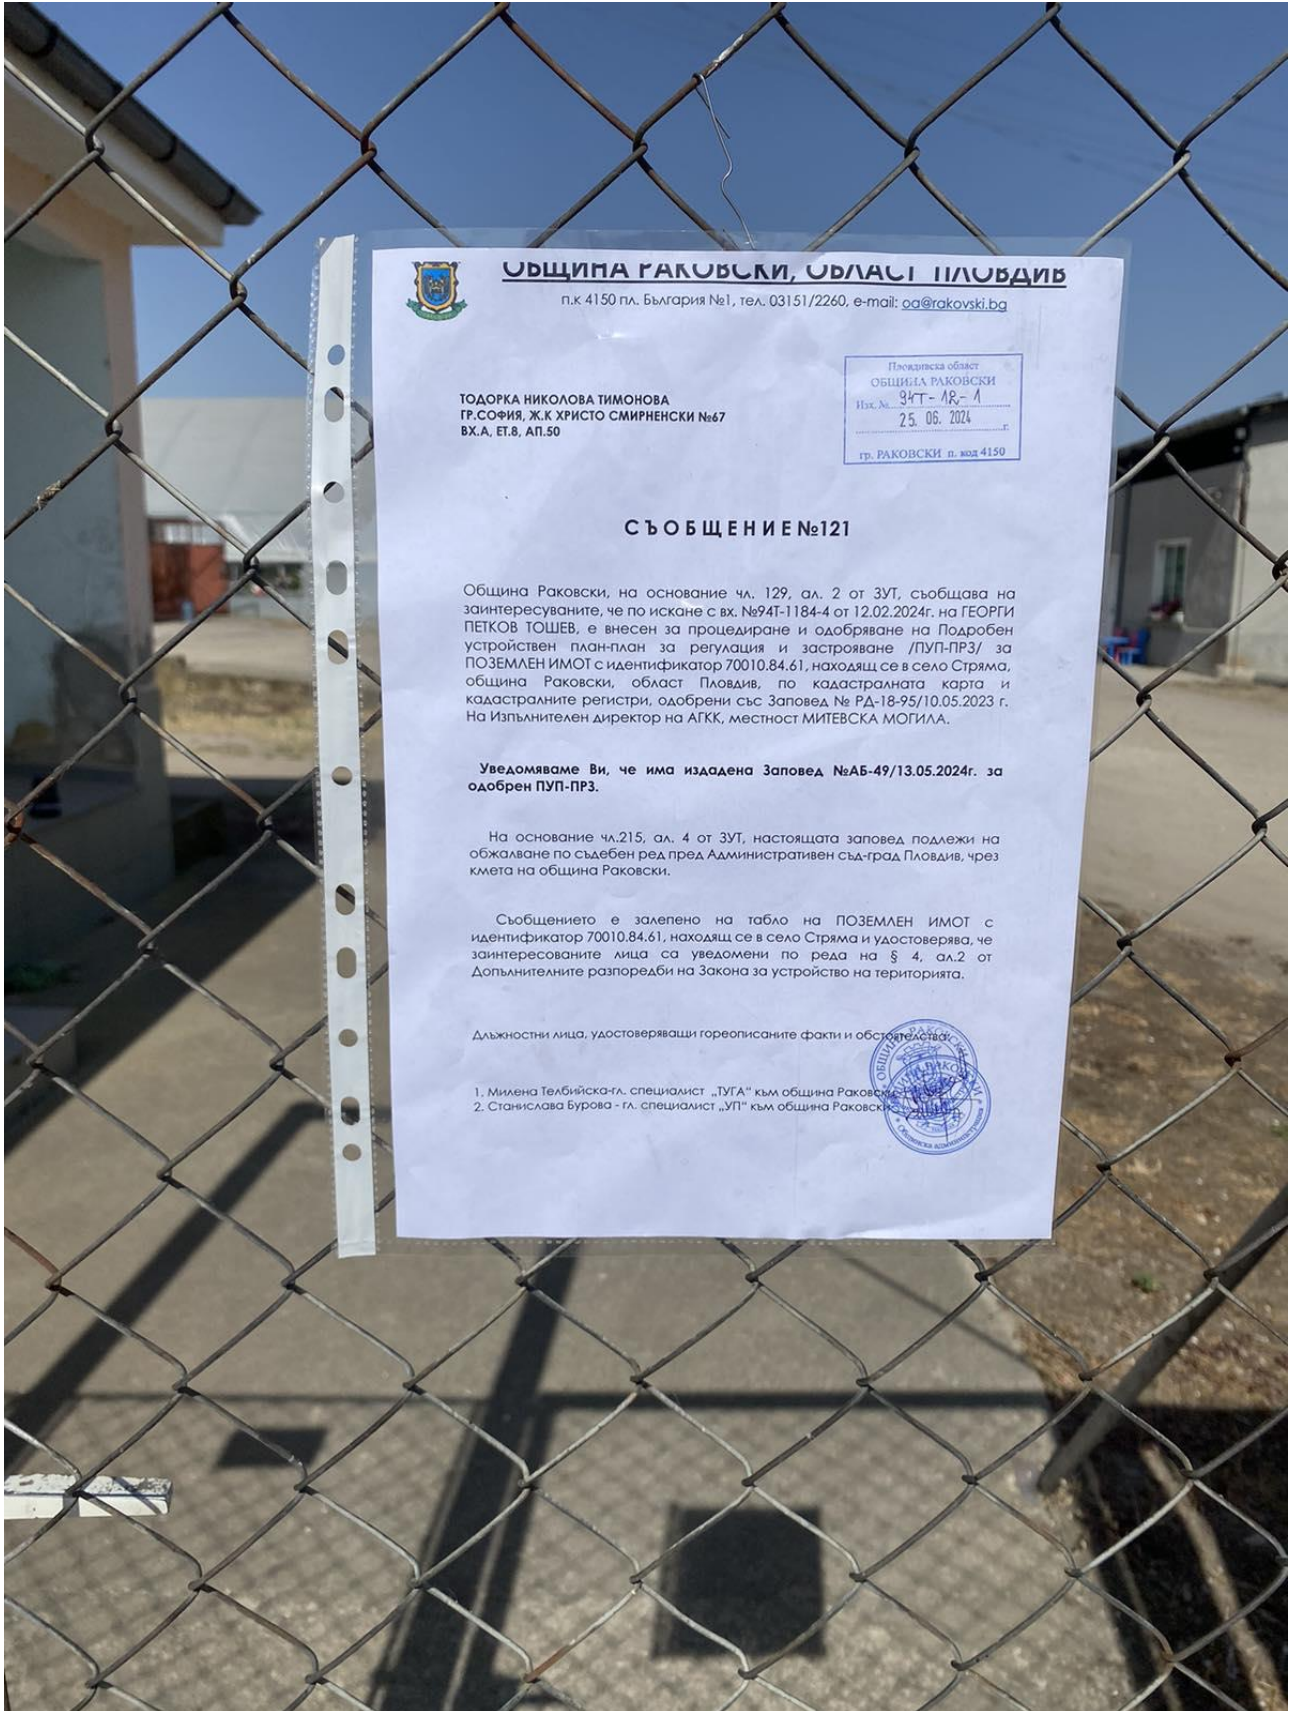 ОБЩИНА РАКОВСКИ, ОБЛАСТ ПЛОВДИВ
п.к 4150 пл. България №1, тел. 03151/2260, e-mail: oa@rakovski.bg
Пловдивска област
ОБЩИНА РАКОВСКИ
Изх. № 94Т-12-1
25. 06. 2024 г.
гр. РАКОВСКИ п. код 4150
ТОДОРКА НИКОЛОВА ТИМОНОВА
ГР.СОФИЯ, Ж.К ХРИСТО СМИРНЕНСКИ №67
ВХ.А, ЕТ.8, АП.50
СЪОБЩЕНИЕ №121
Община Раковски, на основание чл. 129, ал. 2 от ЗУТ, съобщава на
заинтересуваните, че по искане с вх. №94Т-1184-4 от 12.02.2024г. на ГЕОРГИ
ПЕТКОВ ТОШЕВ, е внесен за процедиране и одобряване на Подробен
устройствен план-план за регулация и застрояване /ПУП-ПРЗ/ за
ПОЗЕМЛЕН ИМОТ с идентификатор 70010.84.61, находящ се в село Стряма,
община Раковски, област Пловдив, по кадастралната карта и
кадастралните регистри, одобрени със Заповед № РД-18-95/10.05.2023 г.
На Изпълнителен директор на АГКК, местност МИТЕВСКА МОГИЛА.
Уведомяваме Ви, че има издадена Заповед №АБ-49/13.05.2024г. за
одобрен ПУП-ПРЗ.
На основание чл.215, ал. 4 от ЗУТ, настоящата заповед подлежи на
обжалване по съдебен ред пред Административен съд-град Пловдив, чрез
кмета на община Раковски.
Съобщението е залепено на табло на ПОЗЕМЛЕН ИМОТ с
идентификатор 70010.84.61, находящ се в село Стряма и удостоверява, че
заинтересованите лица са уведомени по реда на § 4, ал.2 от
Допълнителните разпоредби на Закона за устройство на територията.
Длъжностни лица, удостоверяващи гореописаните факти и обстоятелства:
1. Милена Телбийска-гл. специалист „ТУГА“ към община Раковски
2. Станислава Бурова - гл. специалист „УП“ към община Раковски